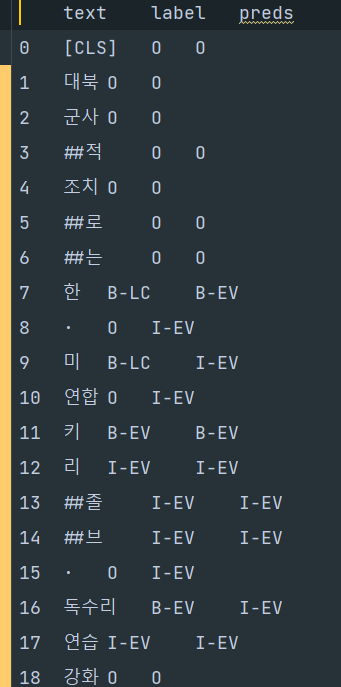 text label preds
0 [CLS] O O
1 대북 O O
2 군사 O O
3 ##적 O O
4 조치 O O
5 ##로 O O
6 ##는 O O
7 한 B-LC B-EV
8 · O I-EV
9 미 B-LC I-EV
10 연합 O I-EV
11 키 B-EV B-EV
12 리 I-EV I-EV
13 ##졸 I-EV I-EV
14 ##브 I-EV I-EV
15 · O I-EV
16 독수리 B-EV I-EV
17 연습 I-EV I-EV
18 강화 O O